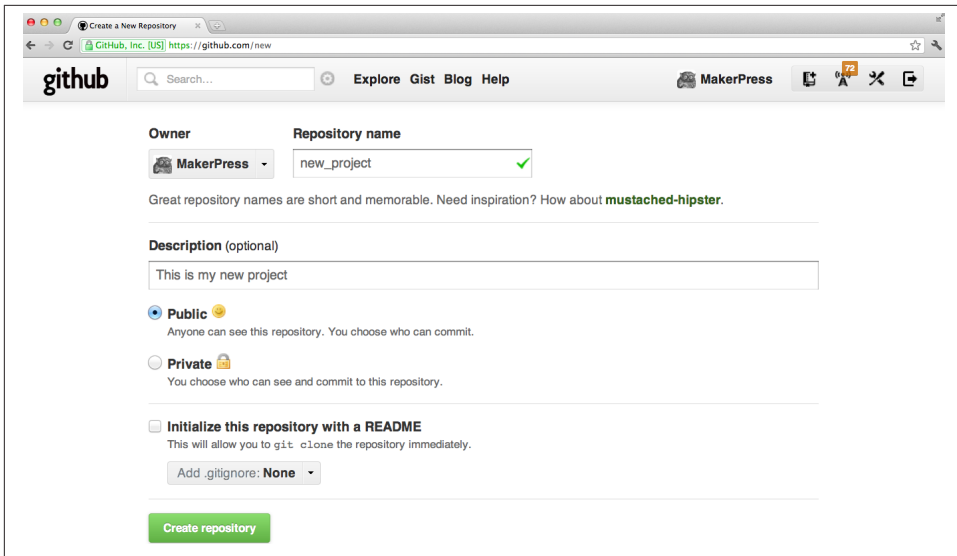 Create a New Repository
GitHub, Inc. [US] https://github.com/new
github Search... Explore Gist Blog Help MakerPress 72
Owner Repository name
MakerPress new_project
Great repository names are short and memorable. Need inspiration? How about mustached-hipster.
Description (optional)
This is my new project
Public
Anyone can see this repository. You choose who can commit.
Private
You choose who can see and commit to this repository.
Initialize this repository with a README
This will allow you to git clone the repository immediately.
Add .gitignore: None
Create repository